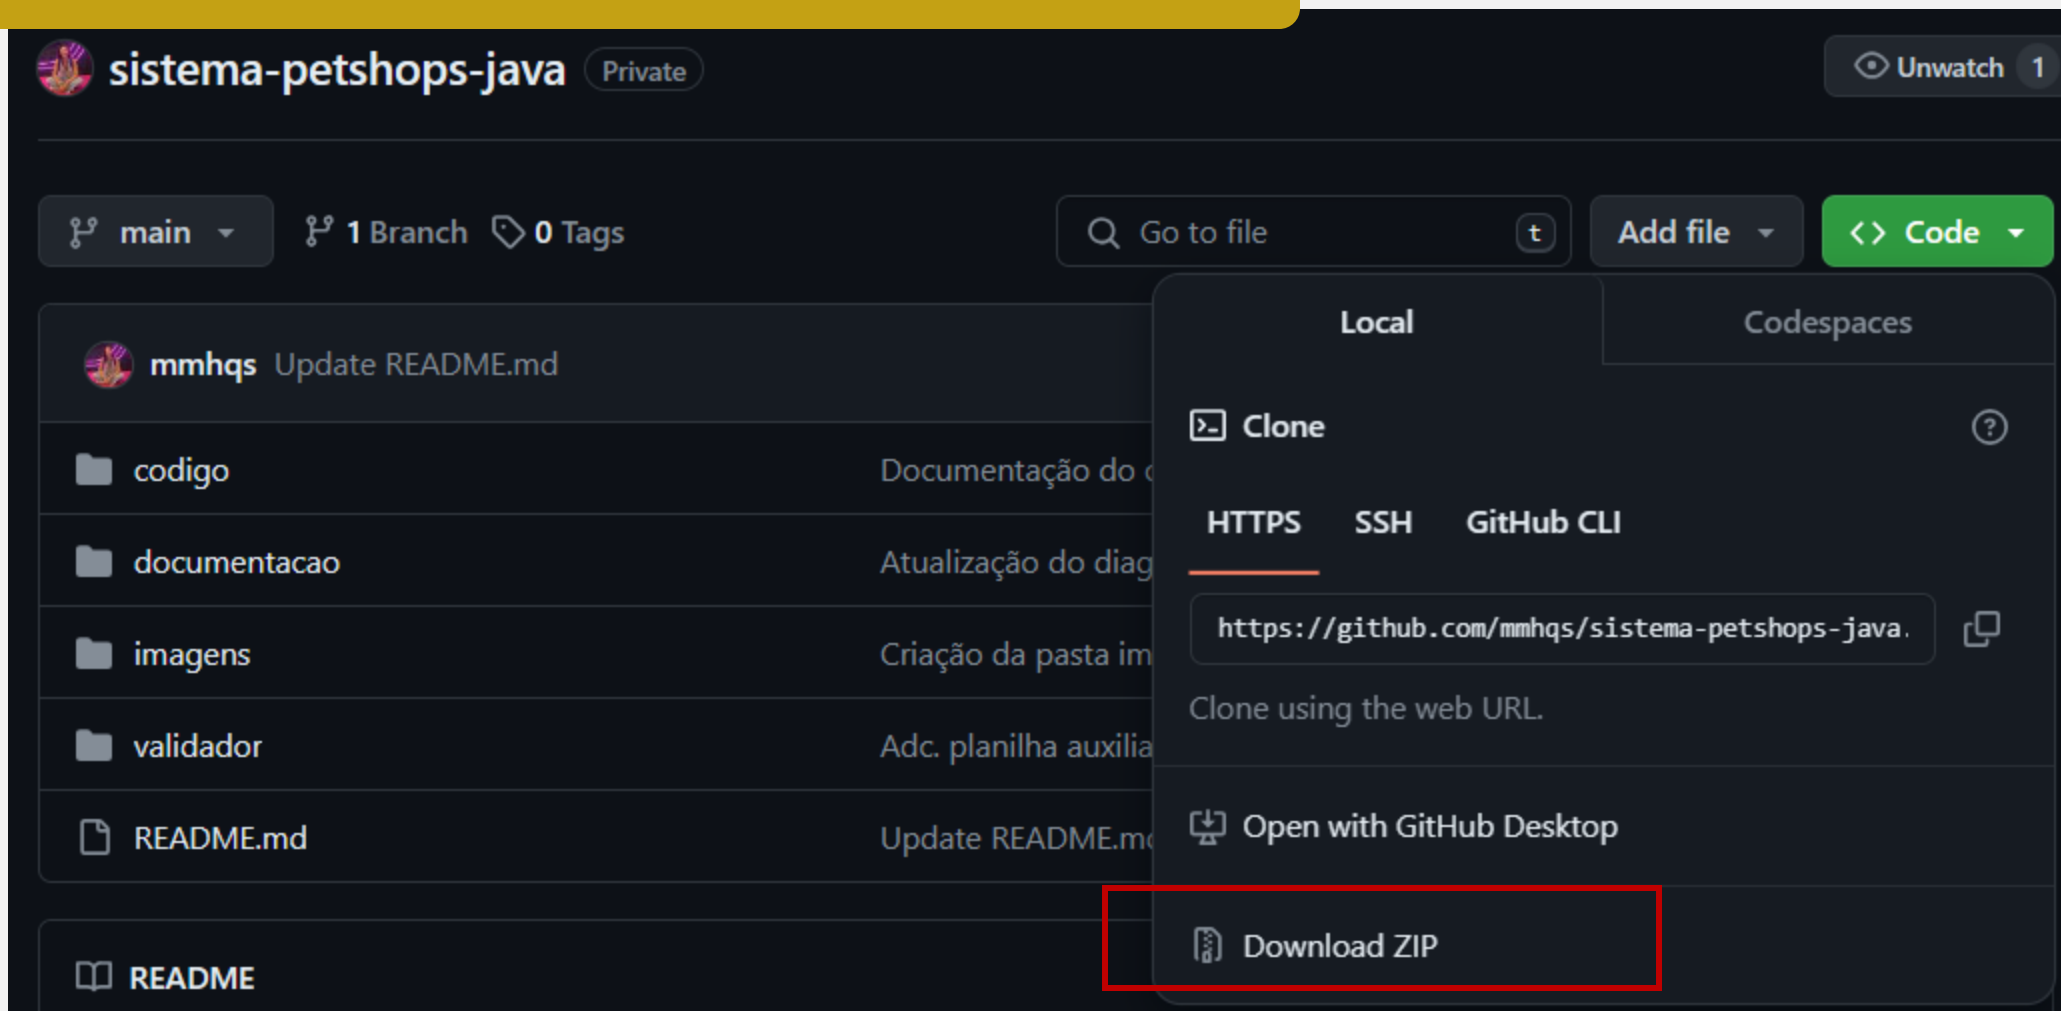 sistema-petshops-java Private
Unwatch 1
main 1 Branch 0 Tags
Go to file t
Add file
Code
mmhqs Update README.md
codigo Documentação do
documentacao Atualização do diag
imagens Criação da pasta im
validador Adc. planilha auxilia
README.md Update README.m
README
Local Codespaces
Clone
HTTPS SSH GitHub CLI
https://github.com/mmhqs/sistema-petshops-java.
Clone using the web URL.
Open with GitHub Desktop
Download ZIP